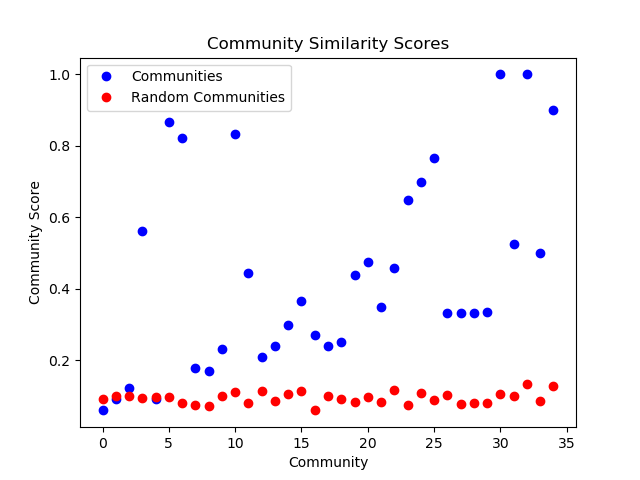 Community Similarity Scores
Communities
Random Communities
1.0
0.8
0.6
0.4
0.2
Community Score
0 5 10 15 20 25 30 35
Community